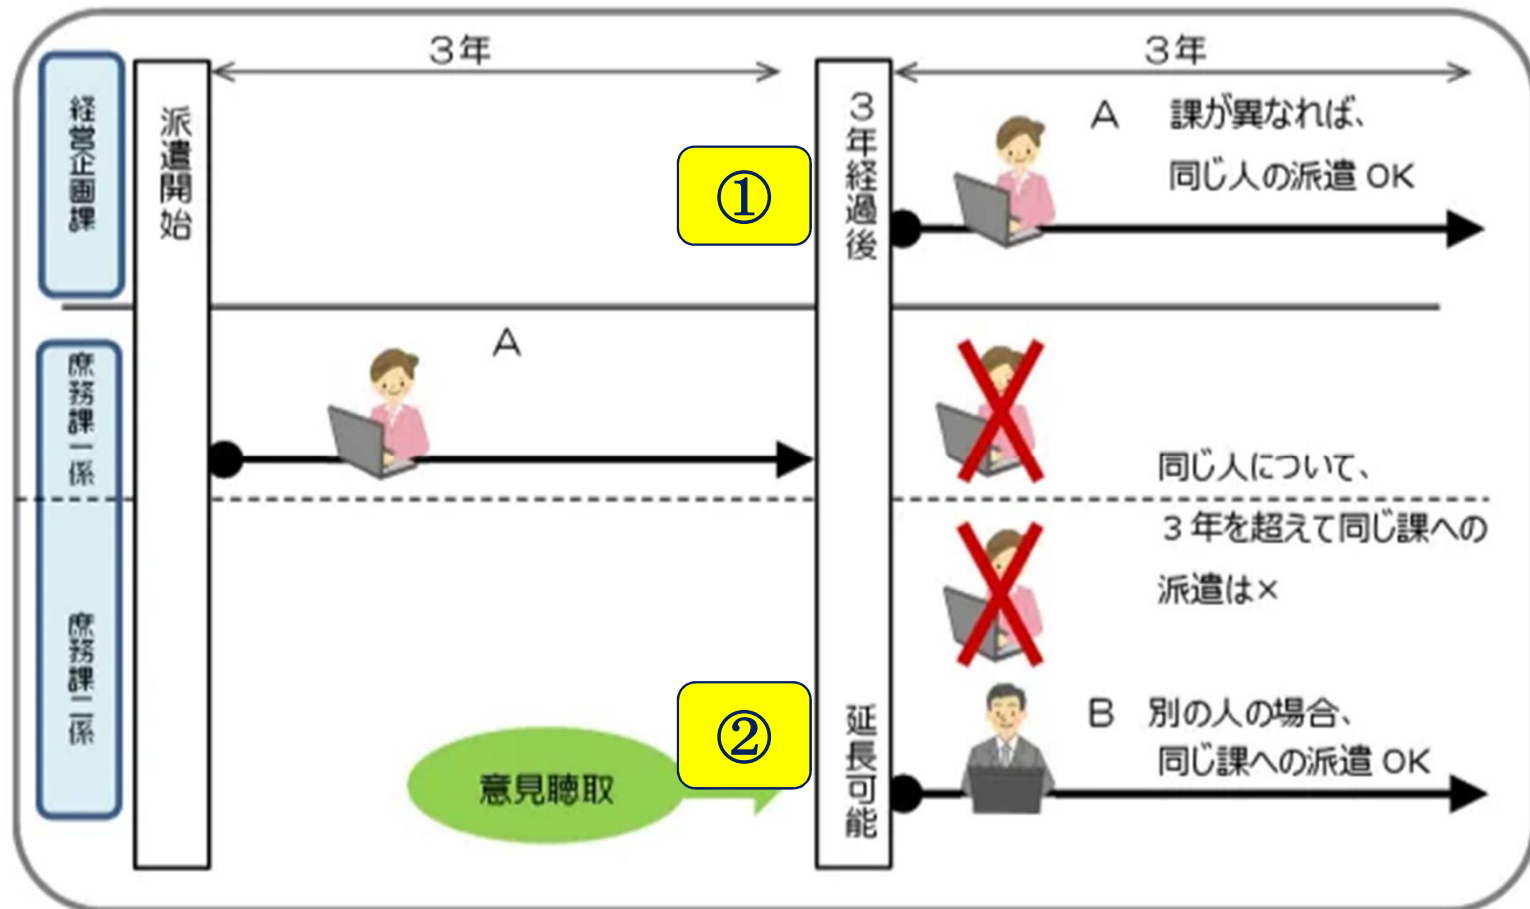 3年
3年
経営企画課
派遣開始
①
3年経過後
A 課が異なれば、
同じ人の派遣 OK
庶務課一係
A
同じ人について、
3年を超えて同じ課への
派遣は×
庶務課二係
意見聴取
②
延長可能
B 別の人の場合、
同じ課への派遣 OK